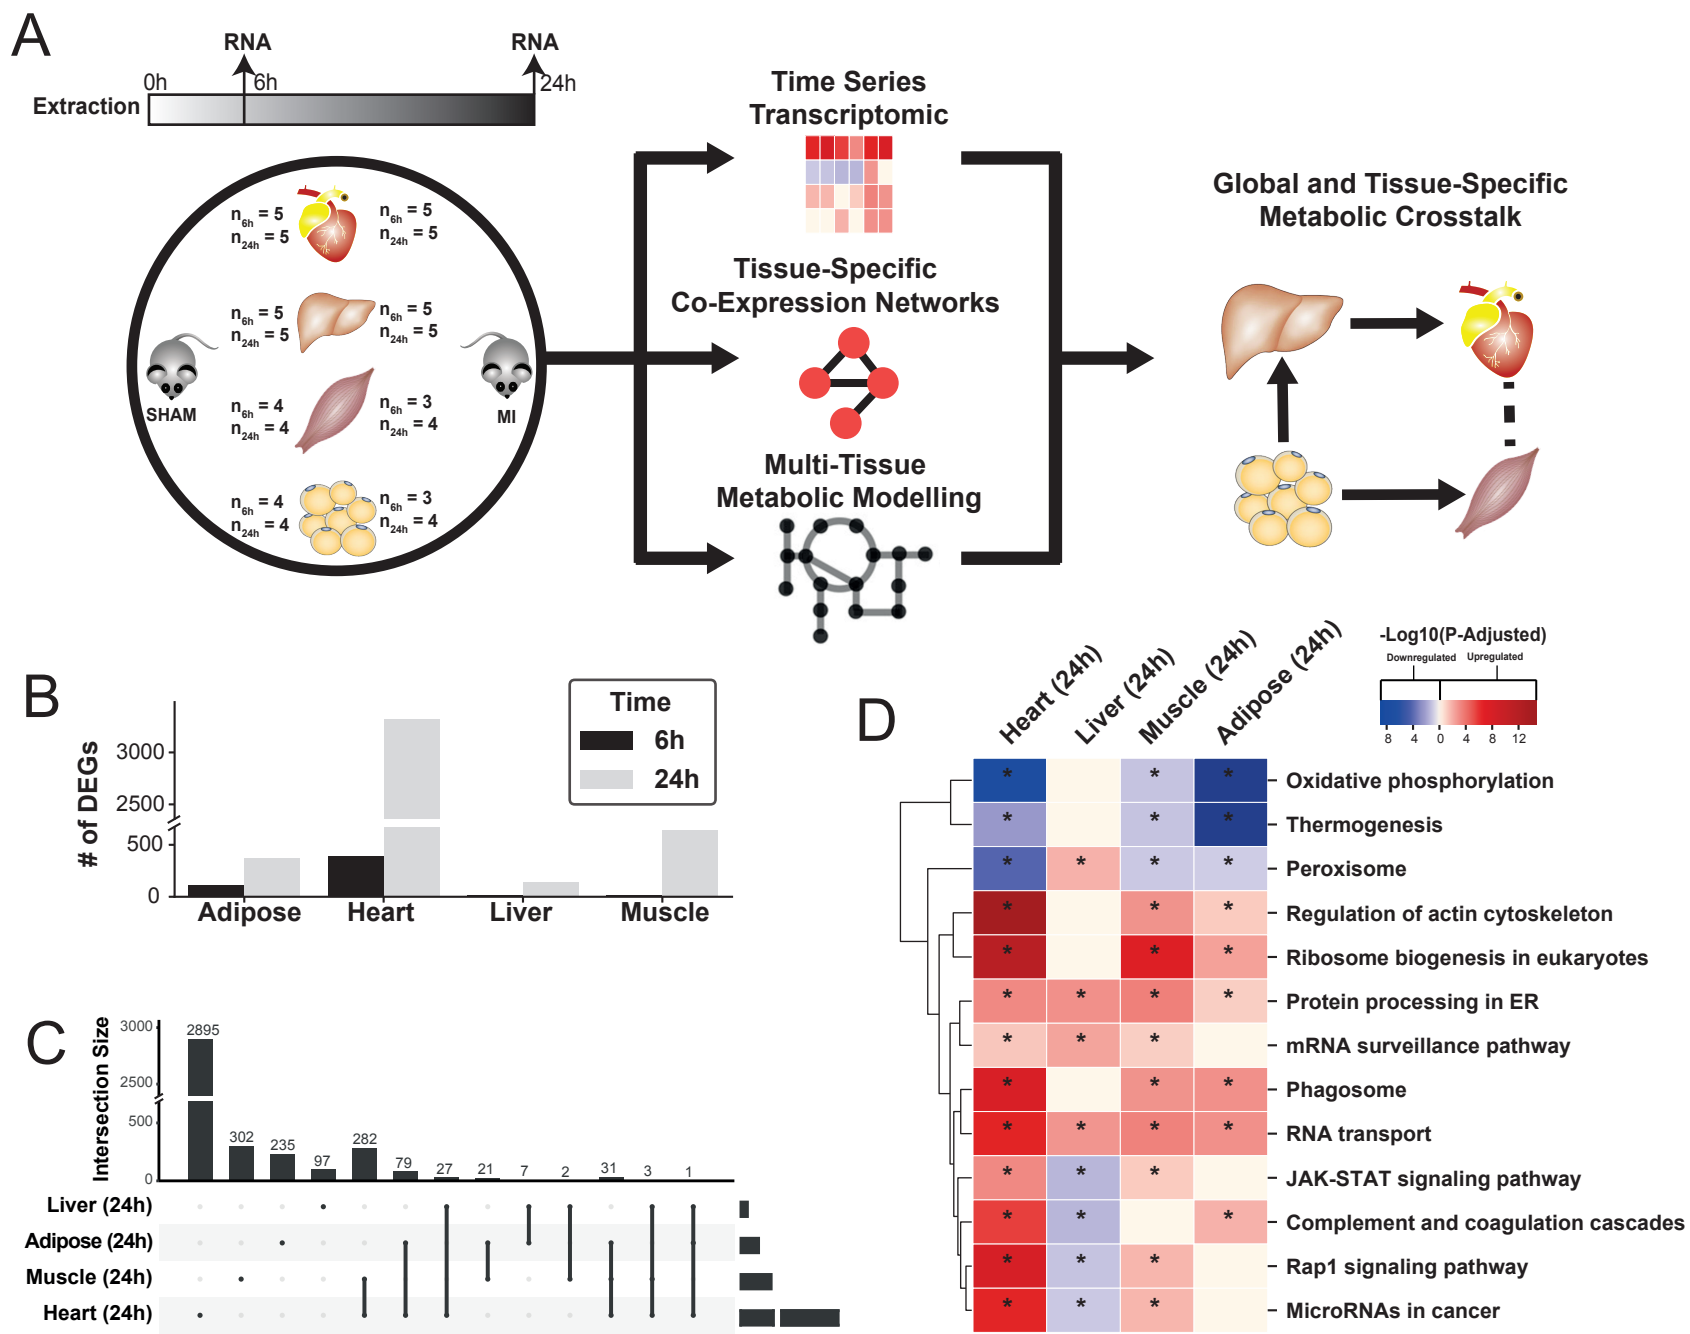 A
RNA
RNA
0h
6h
24h
Extraction
n6h = 5
n24h = 5
n6h = 5
n24h = 5
n6h = 5
n24h = 5
n6h = 5
n24h = 5
SHAM
MI
n6h = 4
n24h = 4
n6h = 3
n24h = 4
n6h = 4
n24h = 4
n6h = 3
n24h = 4
Time Series
Transcriptomic
Tissue-Specific
Co-Expression Networks
Multi-Tissue
Metabolic Modelling
Global and Tissue-Specific
Metabolic Crosstalk
B
# of DEGs
3000
2500
500
0
Time
6h
24h
Adipose
Heart
Liver
Muscle
C
Intersection Size
3000
2500
500
0
2895
302
235
97
282
79
27
21
7
2
31
3
1
Liver (24h)
Adipose (24h)
Muscle (24h)
Heart (24h)
D
Heart (24h)
Liver (24h)
Muscle (24h)
Adipose (24h)
-Log10(P-Adjusted)
Downregulated
Upregulated
8 4 0 4 8 12
* * * Oxidative phosphorylation
* * * Thermogenesis
* * * * Peroxisome
* * * Regulation of actin cytoskeleton
* * * Ribosome biogenesis in eukaryotes
* * * * Protein processing in ER
* * * mRNA surveillance pathway
* * * Phagosome
* * * * RNA transport
* * * JAK-STAT signaling pathway
* * * Complement and coagulation cascades
* * * Rap1 signaling pathway
* * * MicroRNAs in cancer